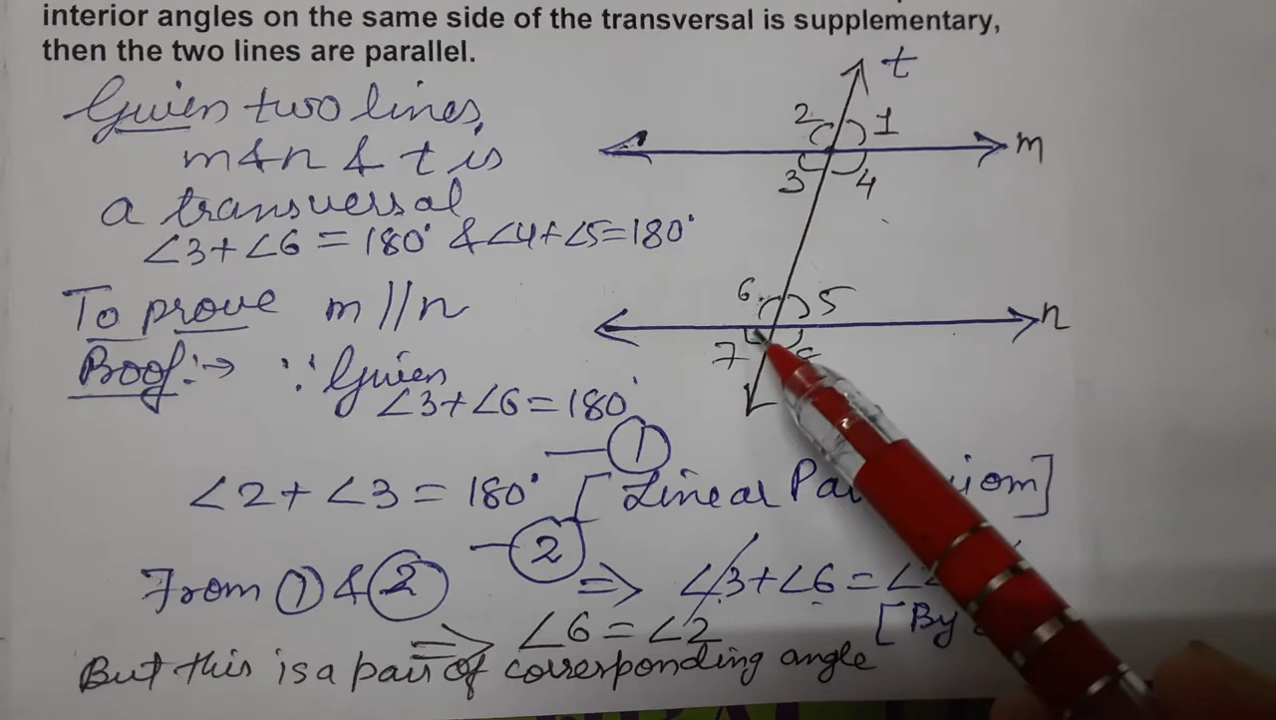 interior angles on the same side of the transversal is supplementary,
then the two lines are parallel.
Given two lines,
m & n & t is
a transversal
∠3+∠6 = 180° & ∠4+∠5=180°
To prove m || n
Proof:→ ∵ Given
∠3+∠6=180°
①
∠2+∠3=180° [Linear
②
From ① & ② ⇒ ∠3+∠6=∠2
[By
⇒ ∠6=∠2
But this is a pair of corresponding angle
t
2 1
m
3 4
6 5
n
7